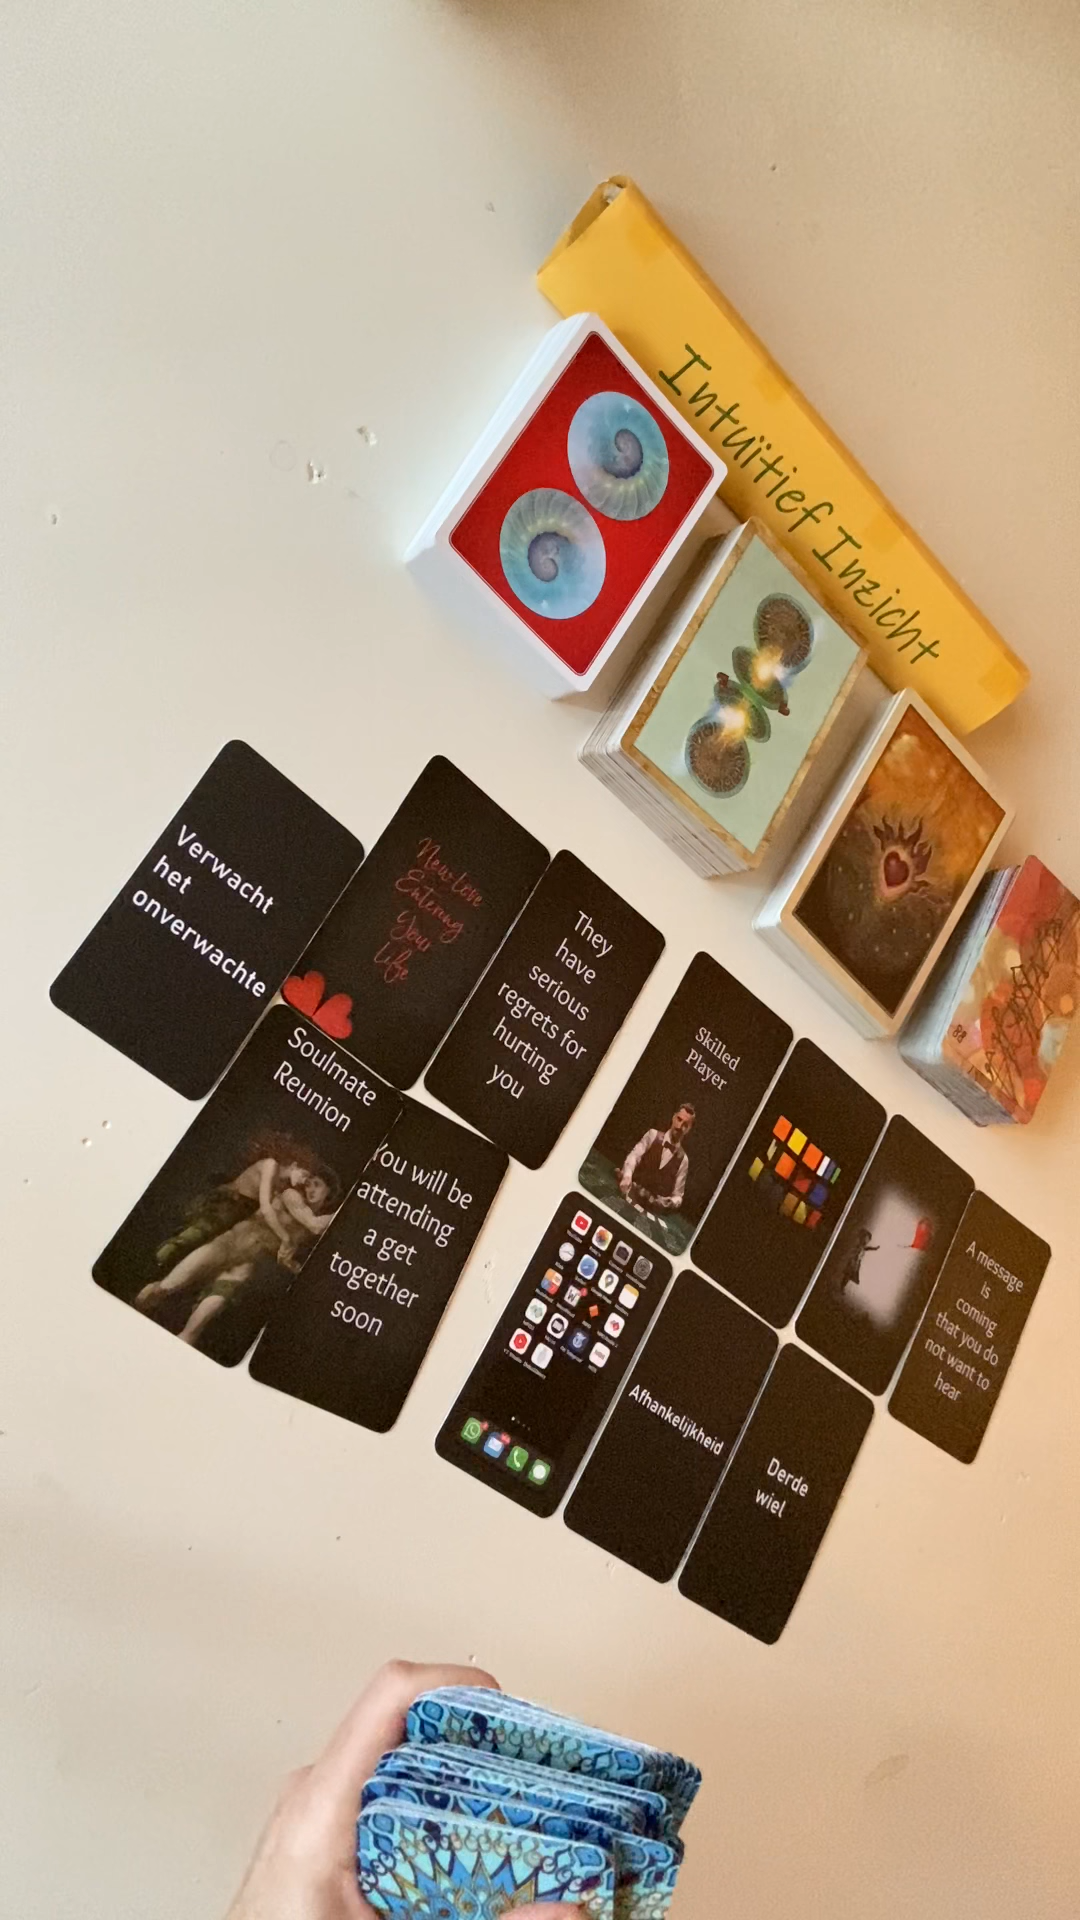 Intuïtief Inzicht
Verwacht
het
onverwachte
New Love
Entering
Your
Life
They
have
serious
regrets for
hurting
you
Soulmate
Reunion
You will be
attending
a get
together
soon
Skilled
Player
A message
is
coming
that you do
not want to
hear
Afhankelijkheid
Derde
wiel
88